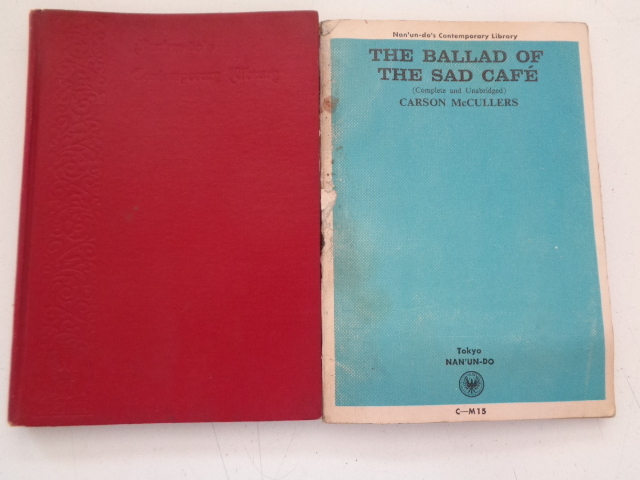 Nan'un-do's Contemporary Library
THE BALLAD OF
THE SAD CAFÉ
(Complete and Unabridged)
CARSON McCULLERS
Tokyo
NAN'UN-DO
C—M15